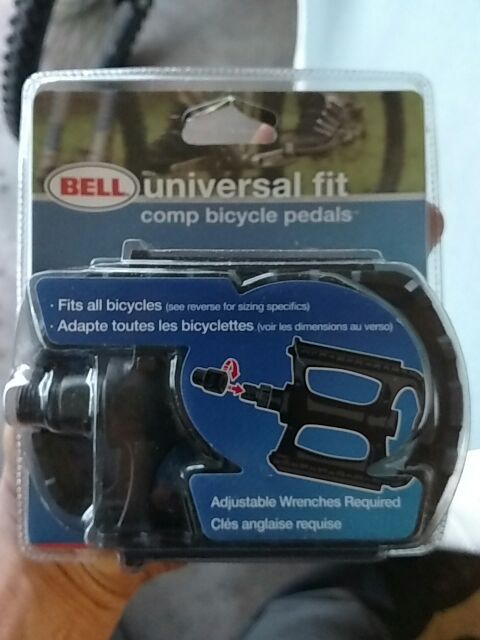 BELL universal fit
comp bicycle pedals™
· Fits all bicycles (see reverse for sizing specifics)
· Adapte toutes les bicyclettes (voir les dimensions au verso)
Adjustable Wrenches Required
Clés anglaise requise